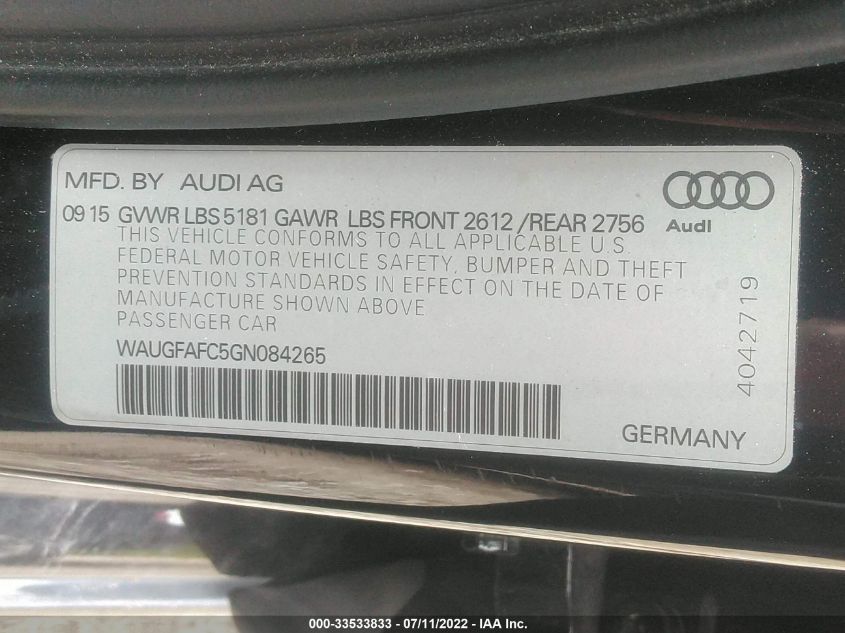 MFD. BY AUDI AG
Audi
09 15 GVWR LBS 5181 GAWR LBS FRONT 2612 /REAR 2756
THIS VEHICLE CONFORMS TO ALL APPLICABLE U.S.
FEDERAL MOTOR VEHICLE SAFETY, BUMPER AND THEFT
PREVENTION STANDARDS IN EFFECT ON THE DATE OF
MANUFACTURE SHOWN ABOVE
PASSENGER CAR
WAUGFAFC5GN084265
4042719
GERMANY
000-33533833 - 07/11/2022 - IAA Inc.